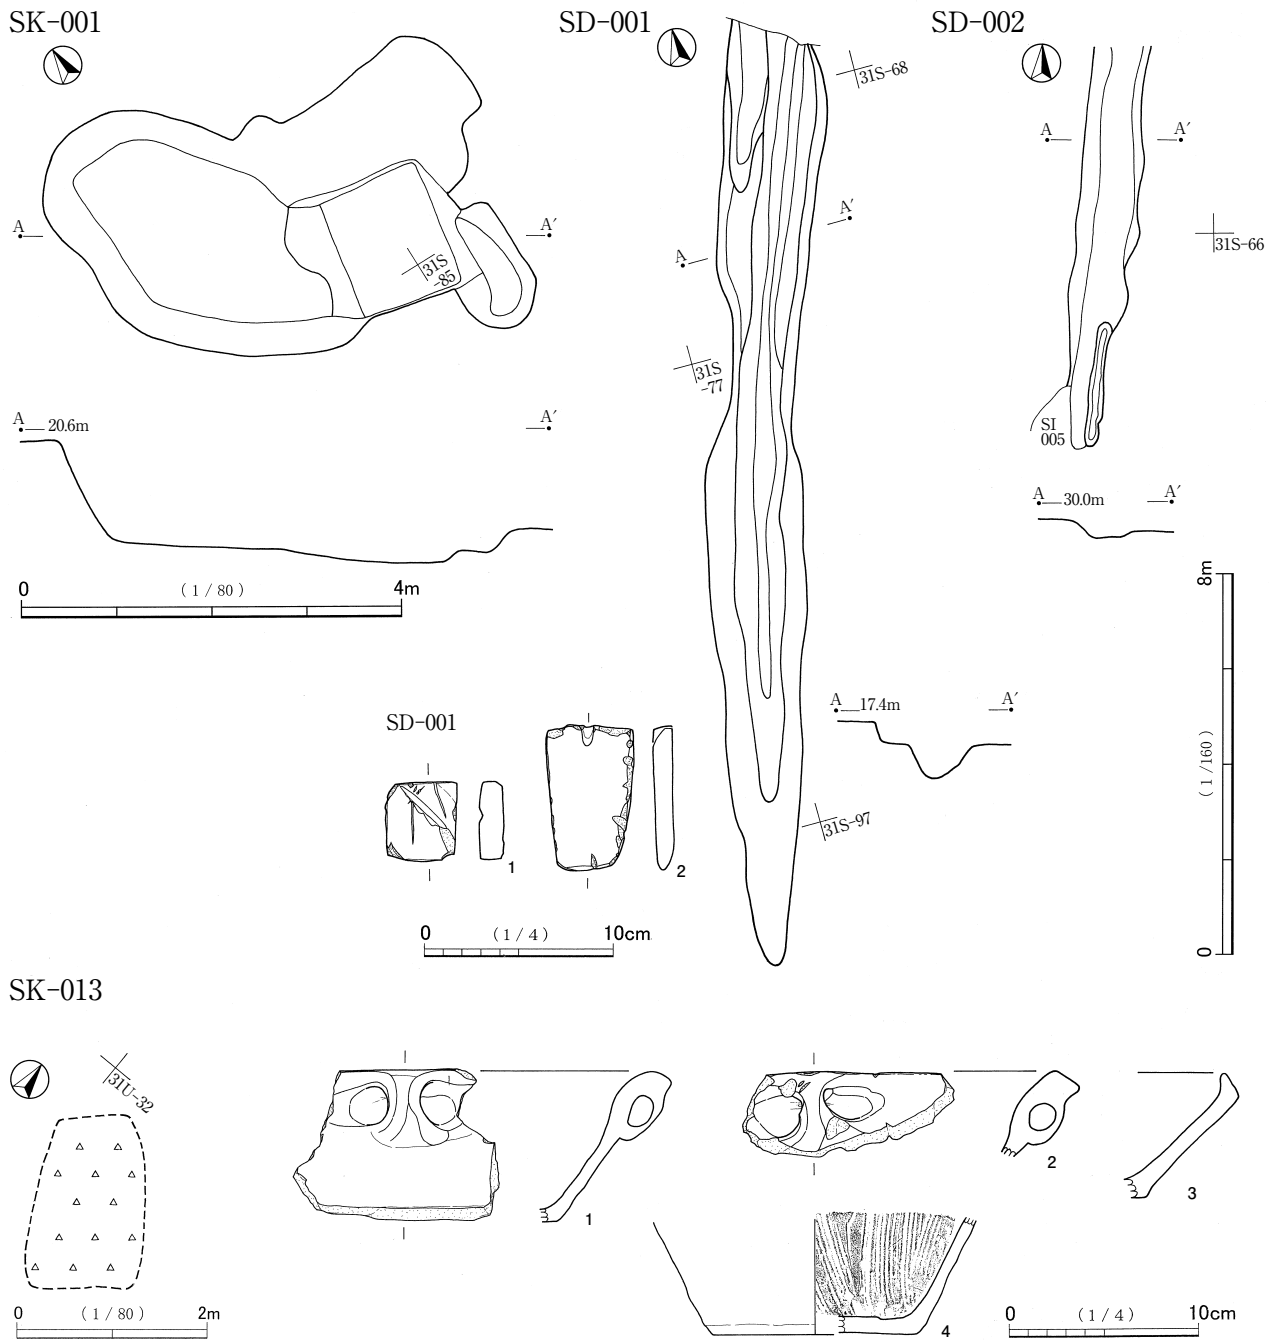 SK-001
SD-001
SD-002
31S-68
A
A′
A
A′
31S-66
A
A′
31S
-85
A
A′
31S
-77
SI
005
A
20.6m
A′
A
30.0m
A′
0
(1/80)
4m
8m
(1/160)
0
A
17.4m
A′
SD-001
1
2
31S-97
0
(1/4)
10cm
SK-013
31U-32
1
2
3
4
0
(1/80)
2m
0
(1/4)
10cm